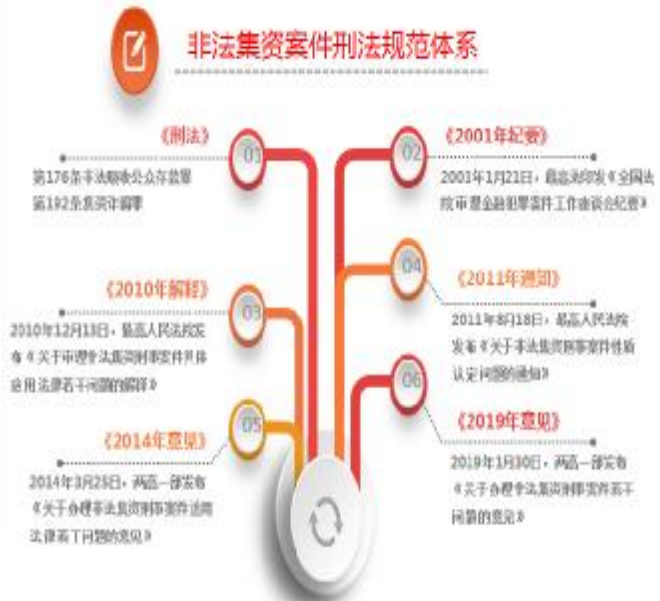 非法集资案件刑法规范体系
《刑法》
01
第176条非法吸收公众存款罪
第192条集资诈骗罪
《2001年纪要》
02
2001年1月21日，最高法印发《全国法
院审理金融犯罪案件工作座谈会纪要》
《2010年解释》
03
2010年12月13日，最高人民法院发
布《关于审理非法集资刑事案件具体
应用法律若干问题的解释》
《2011年通知》
04
2011年8月18日，最高人民法院
发布《关于非法集资刑事案件性质
认定问题的通知》
《2014年意见》
05
2014年3月25日，两高一部发布
《关于办理非法集资刑事案件适用
法律若干问题的意见》
《2019年意见》
06
2019年1月30日，两高一部发布
《关于办理非法集资刑事案件若干
问题的意见》